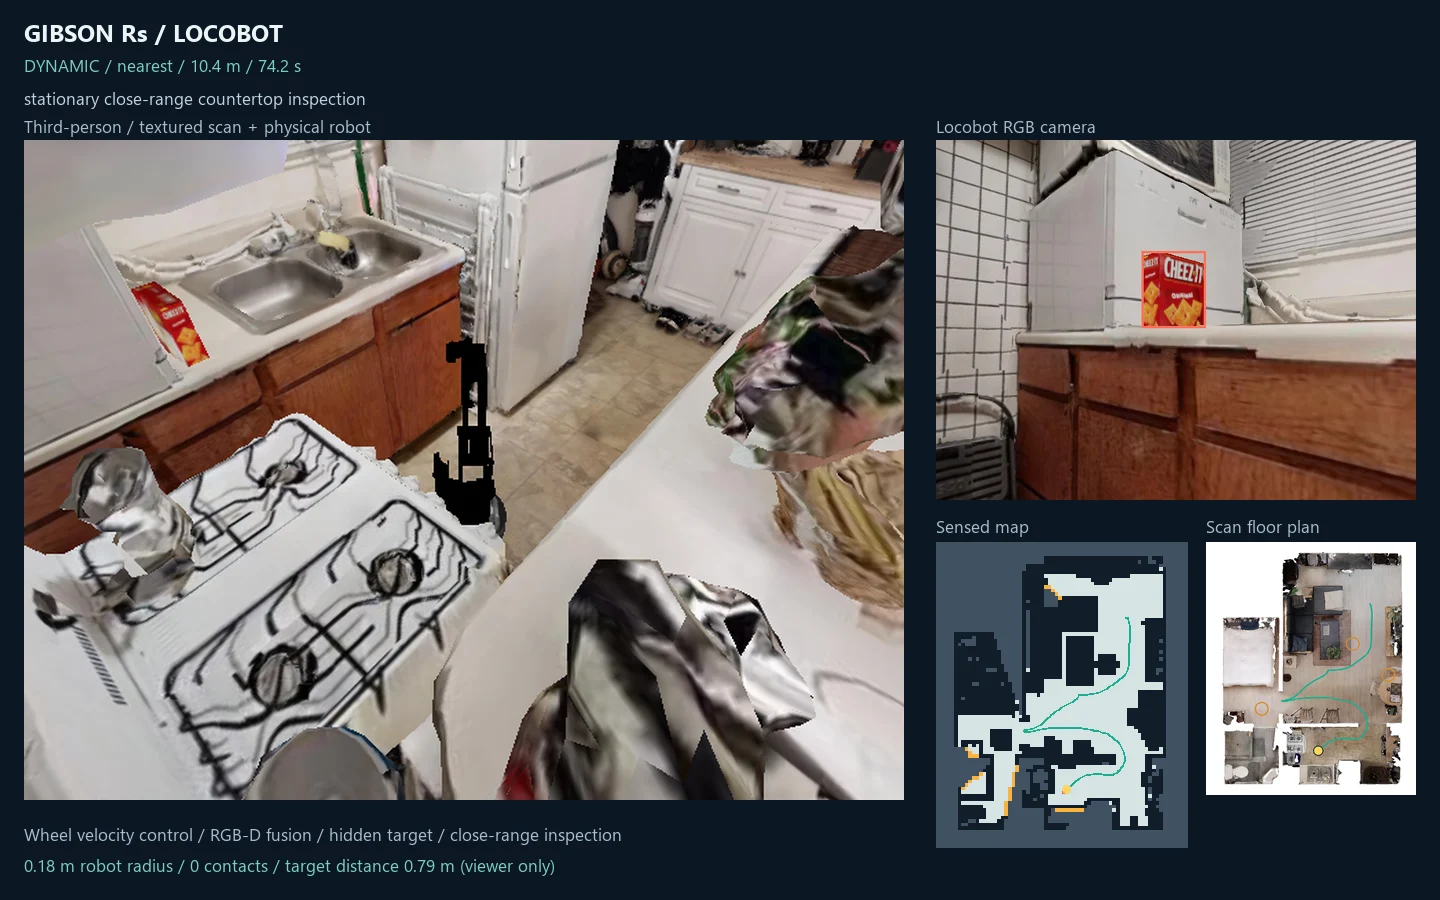 GIBSON Rs / LOCOBOT
DYNAMIC / nearest / 10.4 m / 74.2 s
stationary close-range countertop inspection
Third-person / textured scan + physical robot
Locobot RGB camera
CHEEZ-IT
ORIGINAL
Sensed map
Scan floor plan
Wheel velocity control / RGB-D fusion / hidden target / close-range inspection
0.18 m robot radius / 0 contacts / target distance 0.79 m (viewer only)